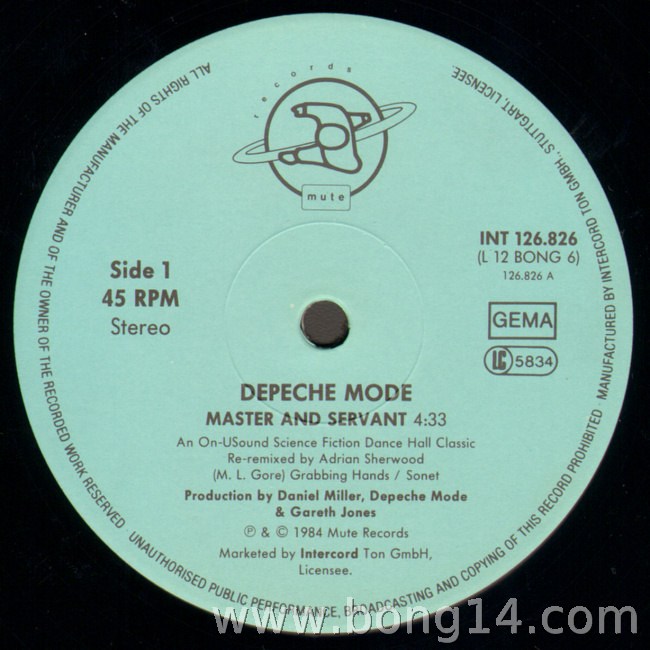 records
mute
Side 1
45 RPM
Stereo
INT 126.826
(L 12 BONG 6)
126.826 A
GEMA
LC 5834
DEPECHE MODE
MASTER AND SERVANT 4:33
An On-USound Science Fiction Dance Hall Classic
Re-remixed by Adrian Sherwood
(M. L. Gore) Grabbing Hands / Sonet
Production by Daniel Miller, Depeche Mode
& Gareth Jones
℗ & © 1984 Mute Records
Marketed by Intercord Ton GmbH,
Licensee.
ALL RIGHTS OF THE MANUFACTURER AND OF THE OWNER OF THE RECORDED WORK RESERVED · UNAUTHORISED PUBLIC PERFORMANCE, BROADCASTING AND COPYING OF THIS RECORD PROHIBITED · MANUFACTURED BY INTERCORD TON GMBH, STUTTGART, LICENSEE.
www.bong14.com